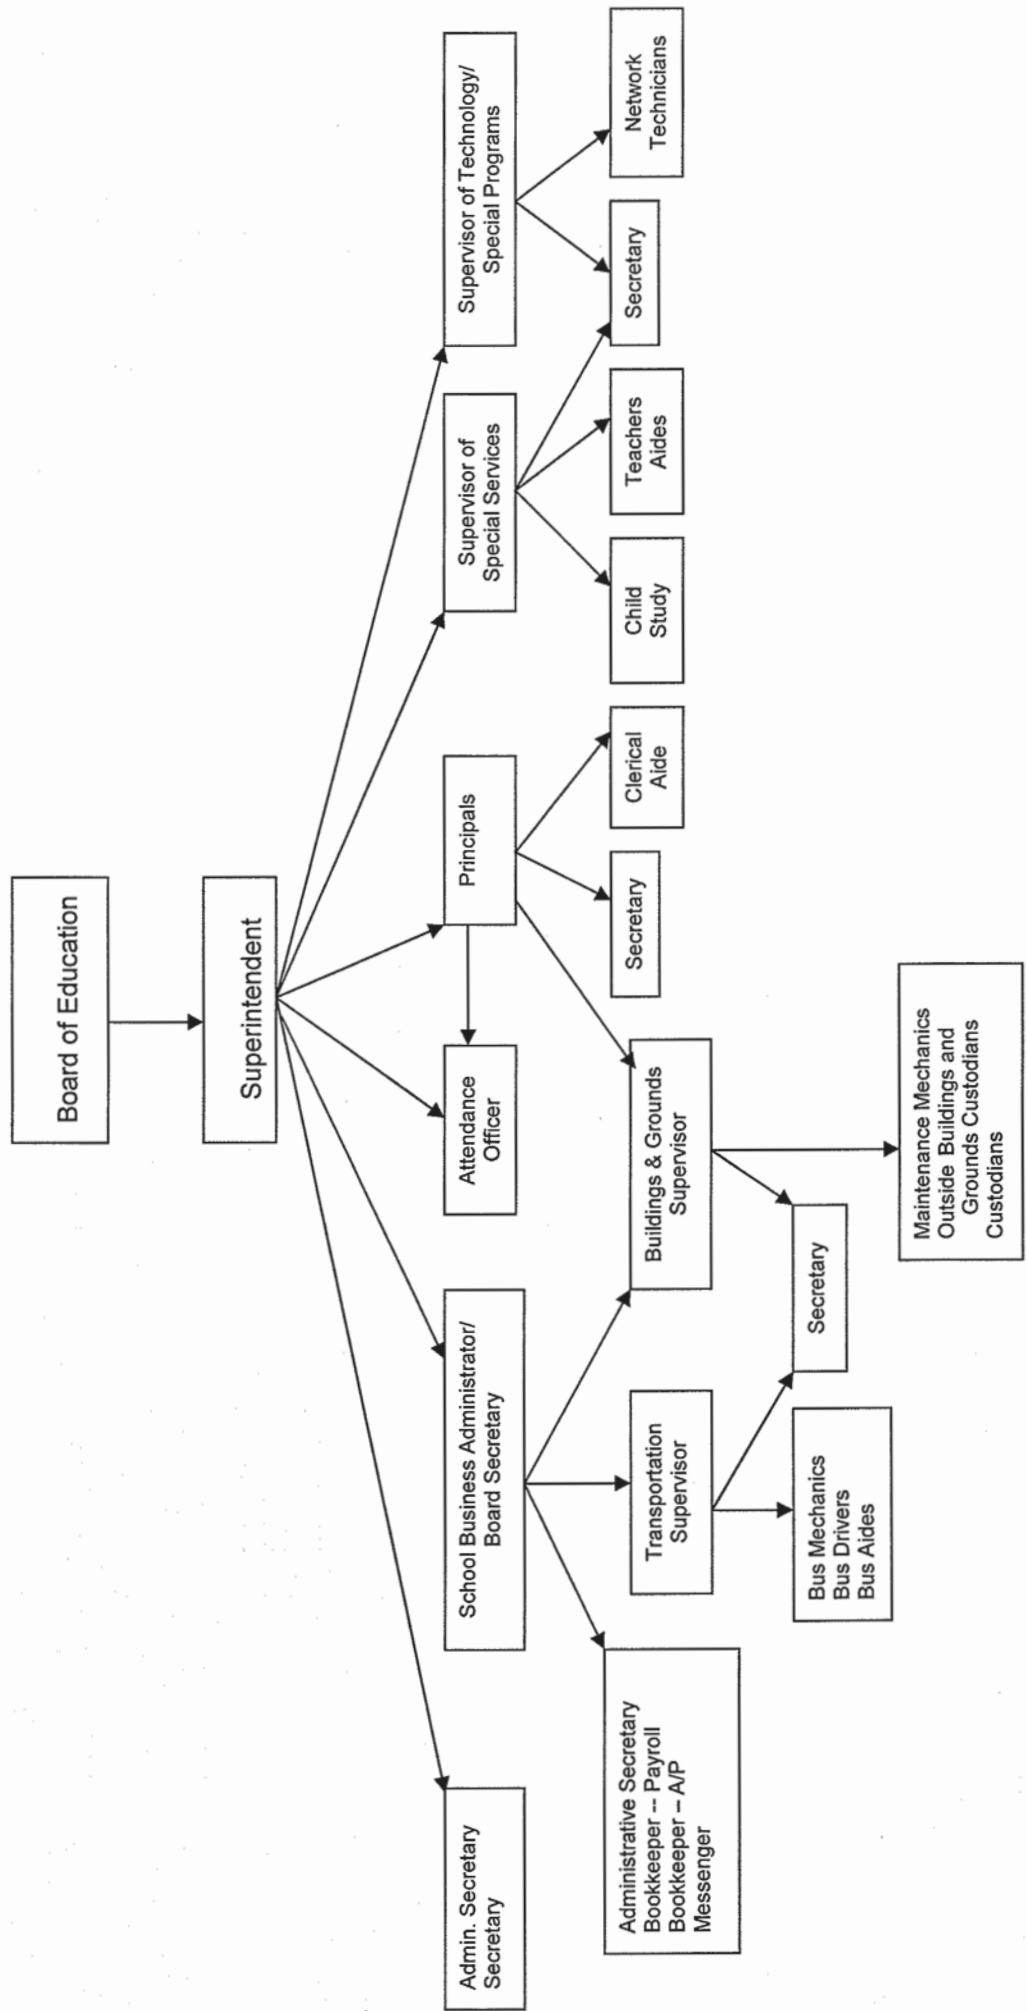 Board of Education
Superintendent
Admin. Secretary
Secretary
School Business Administrator/
Board Secretary
Attendance
Officer
Principals
Supervisor of
Special Services
Supervisor of Technology/
Special Programs
Administrative Secretary
Bookkeeper -- Payroll
Bookkeeper – A/P
Messenger
Transportation
Supervisor
Buildings & Grounds
Supervisor
Secretary
Clerical
Aide
Child
Study
Teachers
Aides
Secretary
Network
Technicians
Bus Mechanics
Bus Drivers
Bus Aides
Secretary
Maintenance Mechanics
Outside Buildings and
Grounds Custodians
Custodians